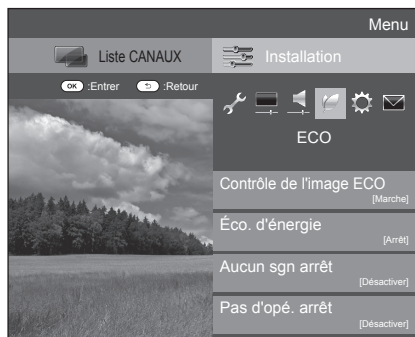 Menu
Liste CANAUX
Installation
OK :Entrer :Retour
ECO
Contrôle de l'image ECO
[Marche]
Éco. d'énergie
[Arrêt]
Aucun sgn arrêt
[Désactiver]
Pas d'opé. arrêt
[Désactiver]